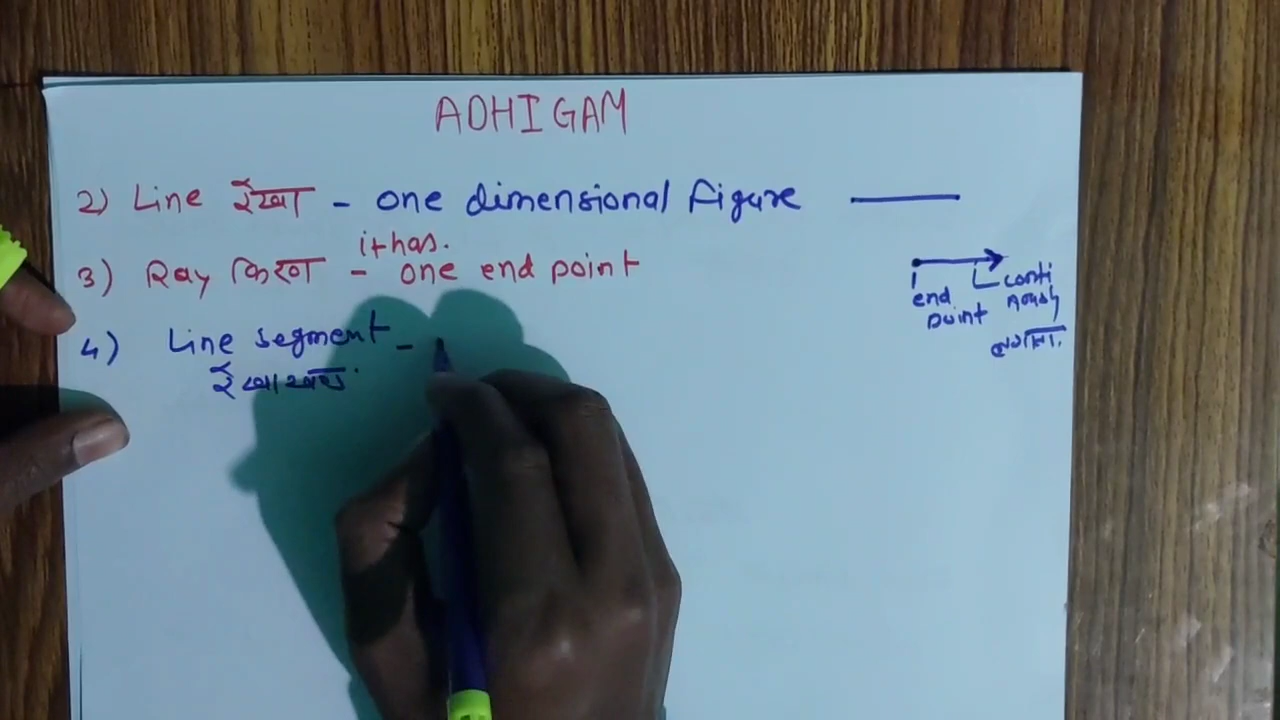 ADHIGAM
2) Line रेखा - one dimensional figure
it has.
3) Ray किरण - one end point
end
point
conti
4) Line segment -
रेखाखण्ड